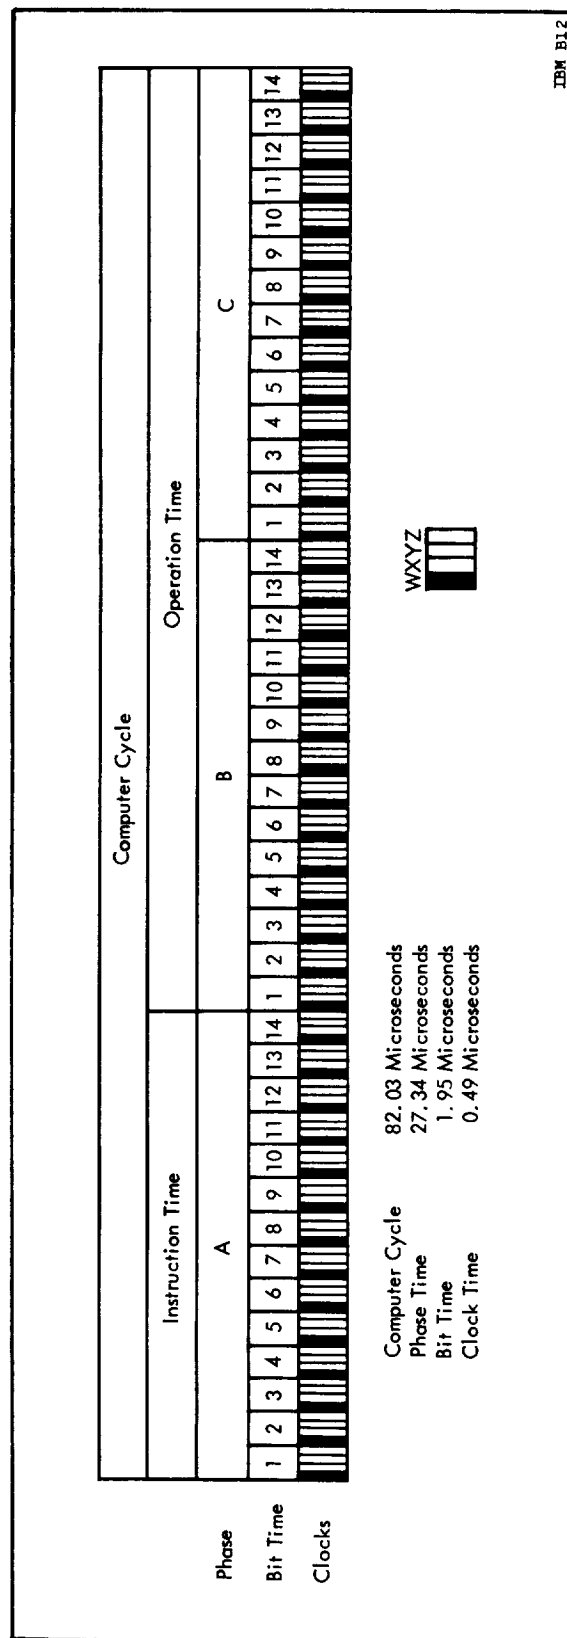 Computer Cycle
Instruction Time Operation Time
Phase A B C
Bit Time 1 2 3 4 5 6 7 8 9 10 11 12 13 14 1 2 3 4 5 6 7 8 9 10 11 12 13 14 1 2 3 4 5 6 7 8 9 10 11 12 13 14
Clocks
Computer Cycle 82.03 Microseconds
Phase Time 27.34 Microseconds
Bit Time 1.95 Microseconds
Clock Time 0.49 Microseconds
WXYZ
IBM B12